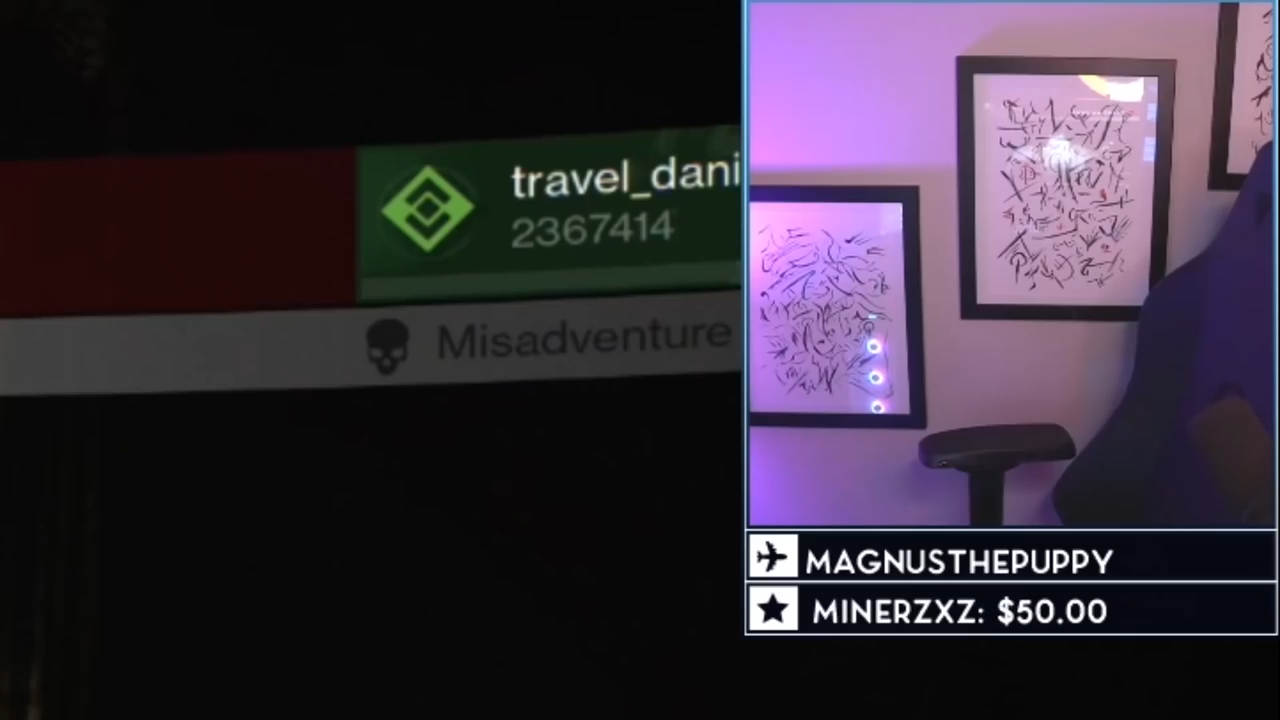 travel_dani
2367414
Misadventure
MAGNUSTHEPUPPY
MINERZXZ: $50.00